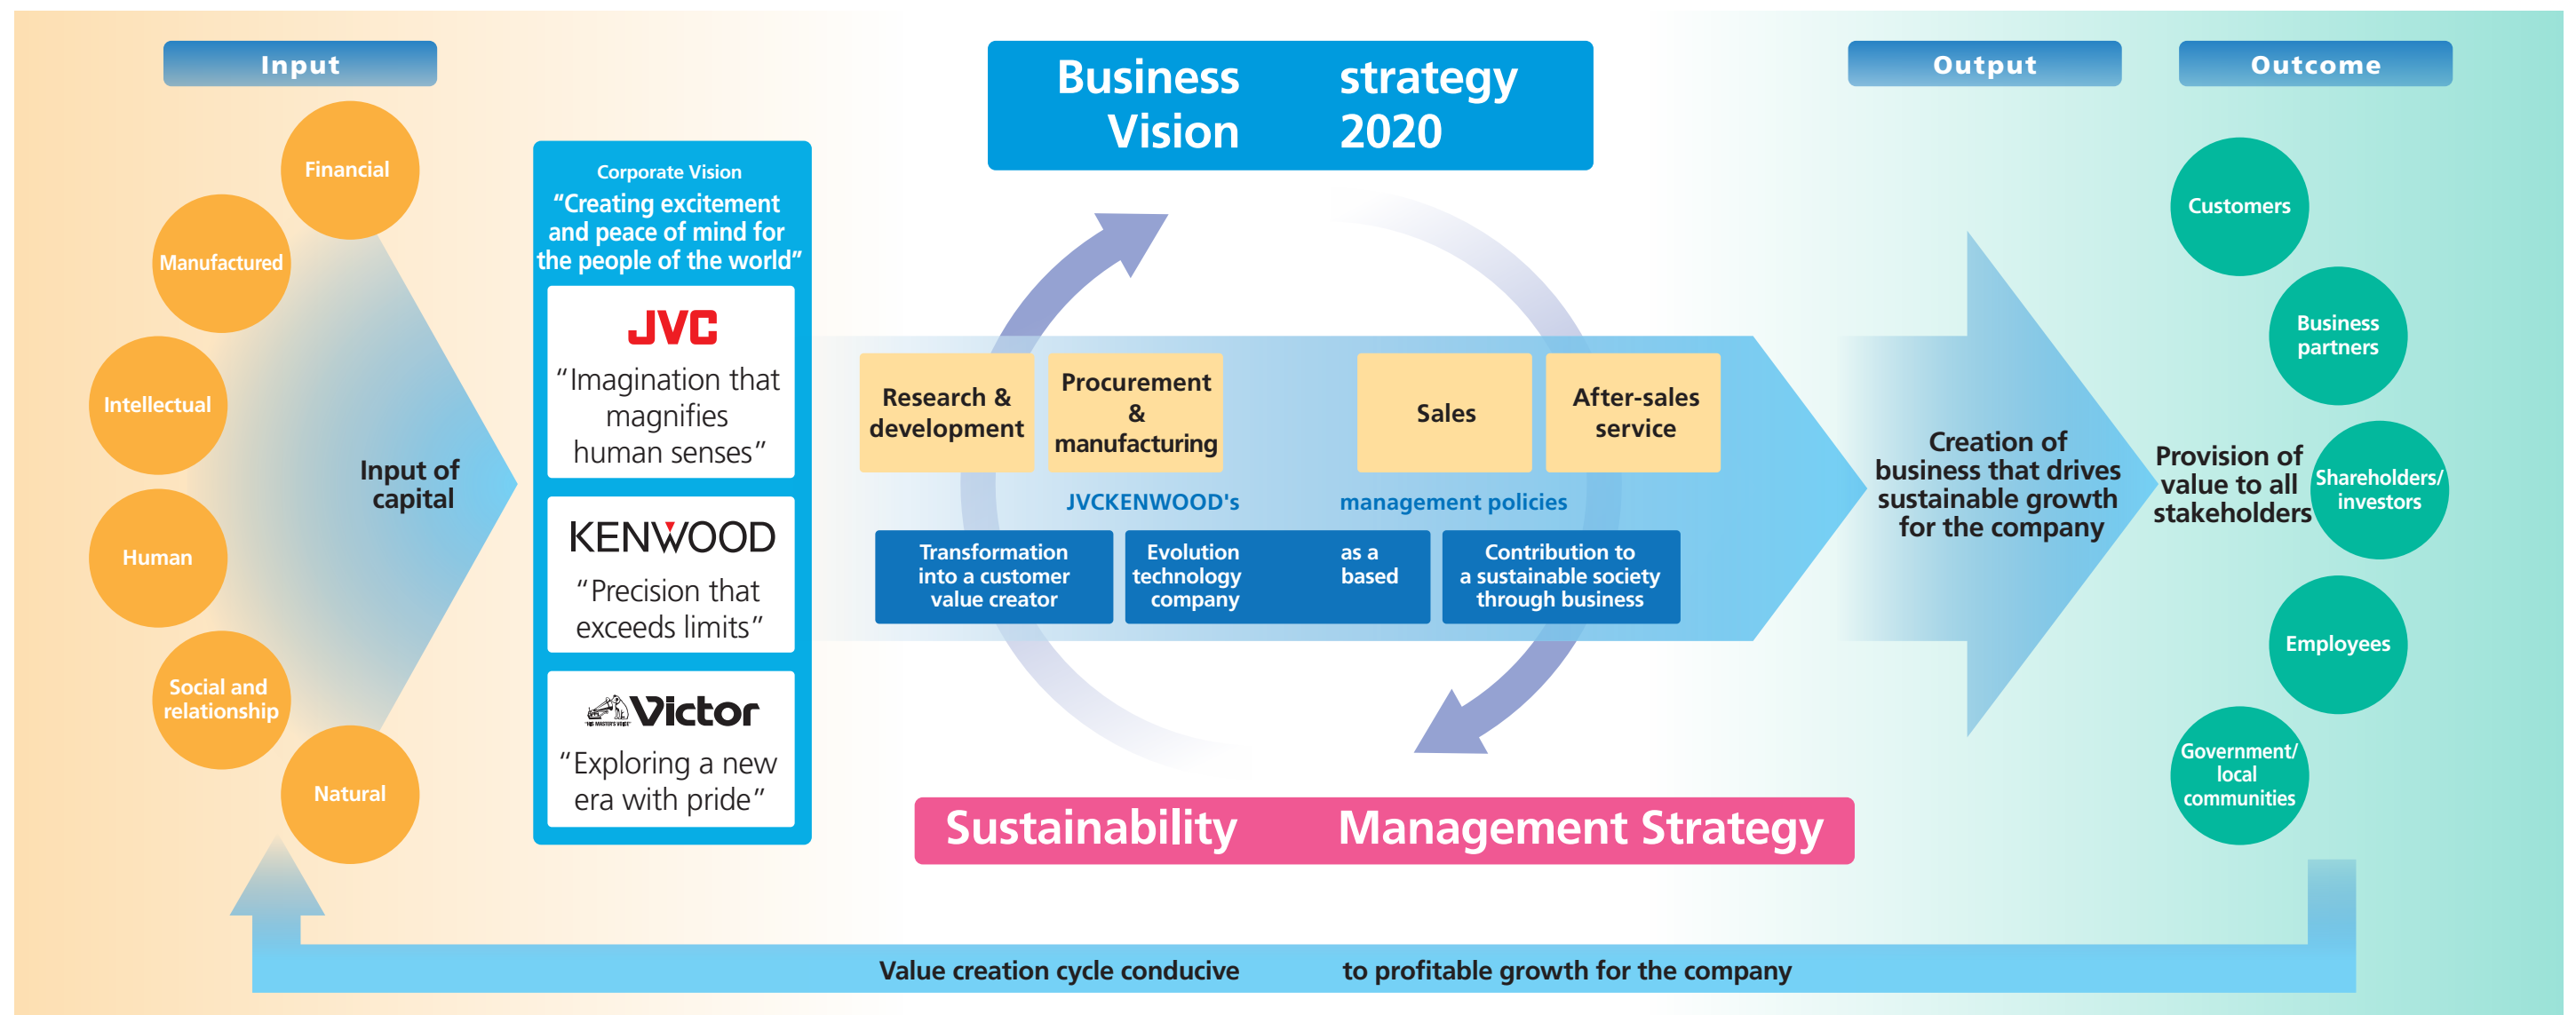 Input
Financial
Manufactured
Intellectual
Human
Social and
relationship
Natural
Input of
capital
Corporate Vision
“Creating excitement
and peace of mind for
the people of the world”
JVC
“Imagination that
magnifies
human senses”
KENWOOD
“Precision that
exceeds limits”
"HIS MASTER'S VOICE"
Victor
“Exploring a new
era with pride”
Business strategy
Vision 2020
Research &
development
Procurement
&
manufacturing
Sales
After-sales
service
JVCKENWOOD's management policies
Transformation
into a customer
value creator
Evolution as a
technology based
company
Contribution to
a sustainable society
through business
Sustainability Management Strategy
Output
Creation of
business that drives
sustainable growth
for the company
Outcome
Provision of
value to all
stakeholders
Customers
Business
partners
Shareholders/
investors
Employees
Government/
local
communities
Value creation cycle conducive to profitable growth for the company